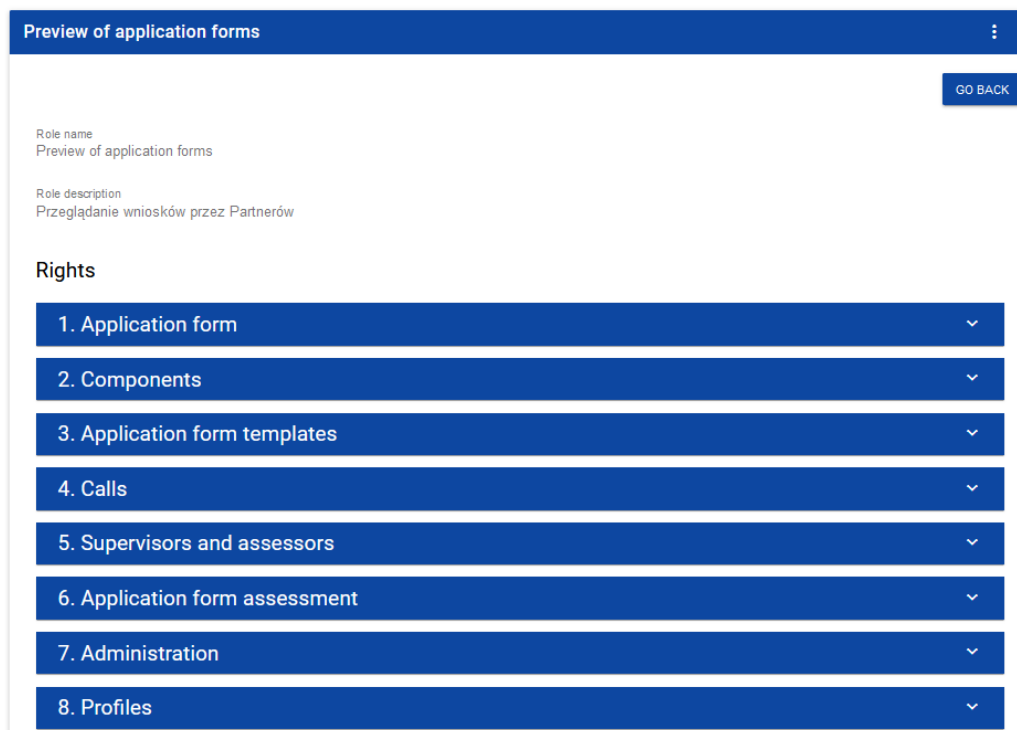 Preview of application forms
GO BACK
Role name
Preview of application forms
Role description
Przeglądanie wniosków przez Partnerów
Rights
1. Application form
2. Components
3. Application form templates
4. Calls
5. Supervisors and assessors
6. Application form assessment
7. Administration
8. Profiles